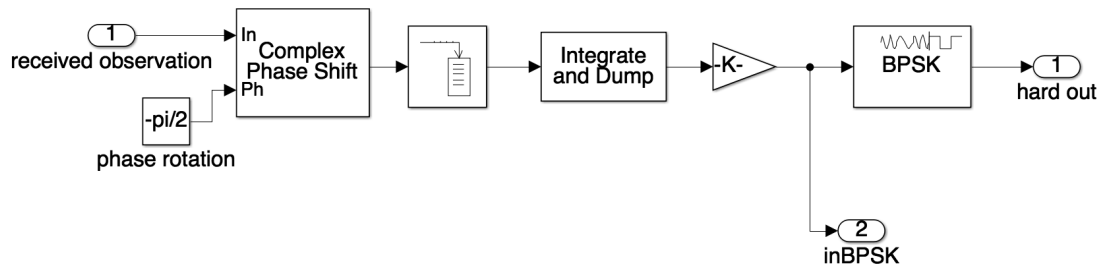 1
received observation
In
Complex
Phase Shift
Ph
-pi/2
phase rotation
Integrate
and Dump
-K-
BPSK
1
hard out
2
inBPSK